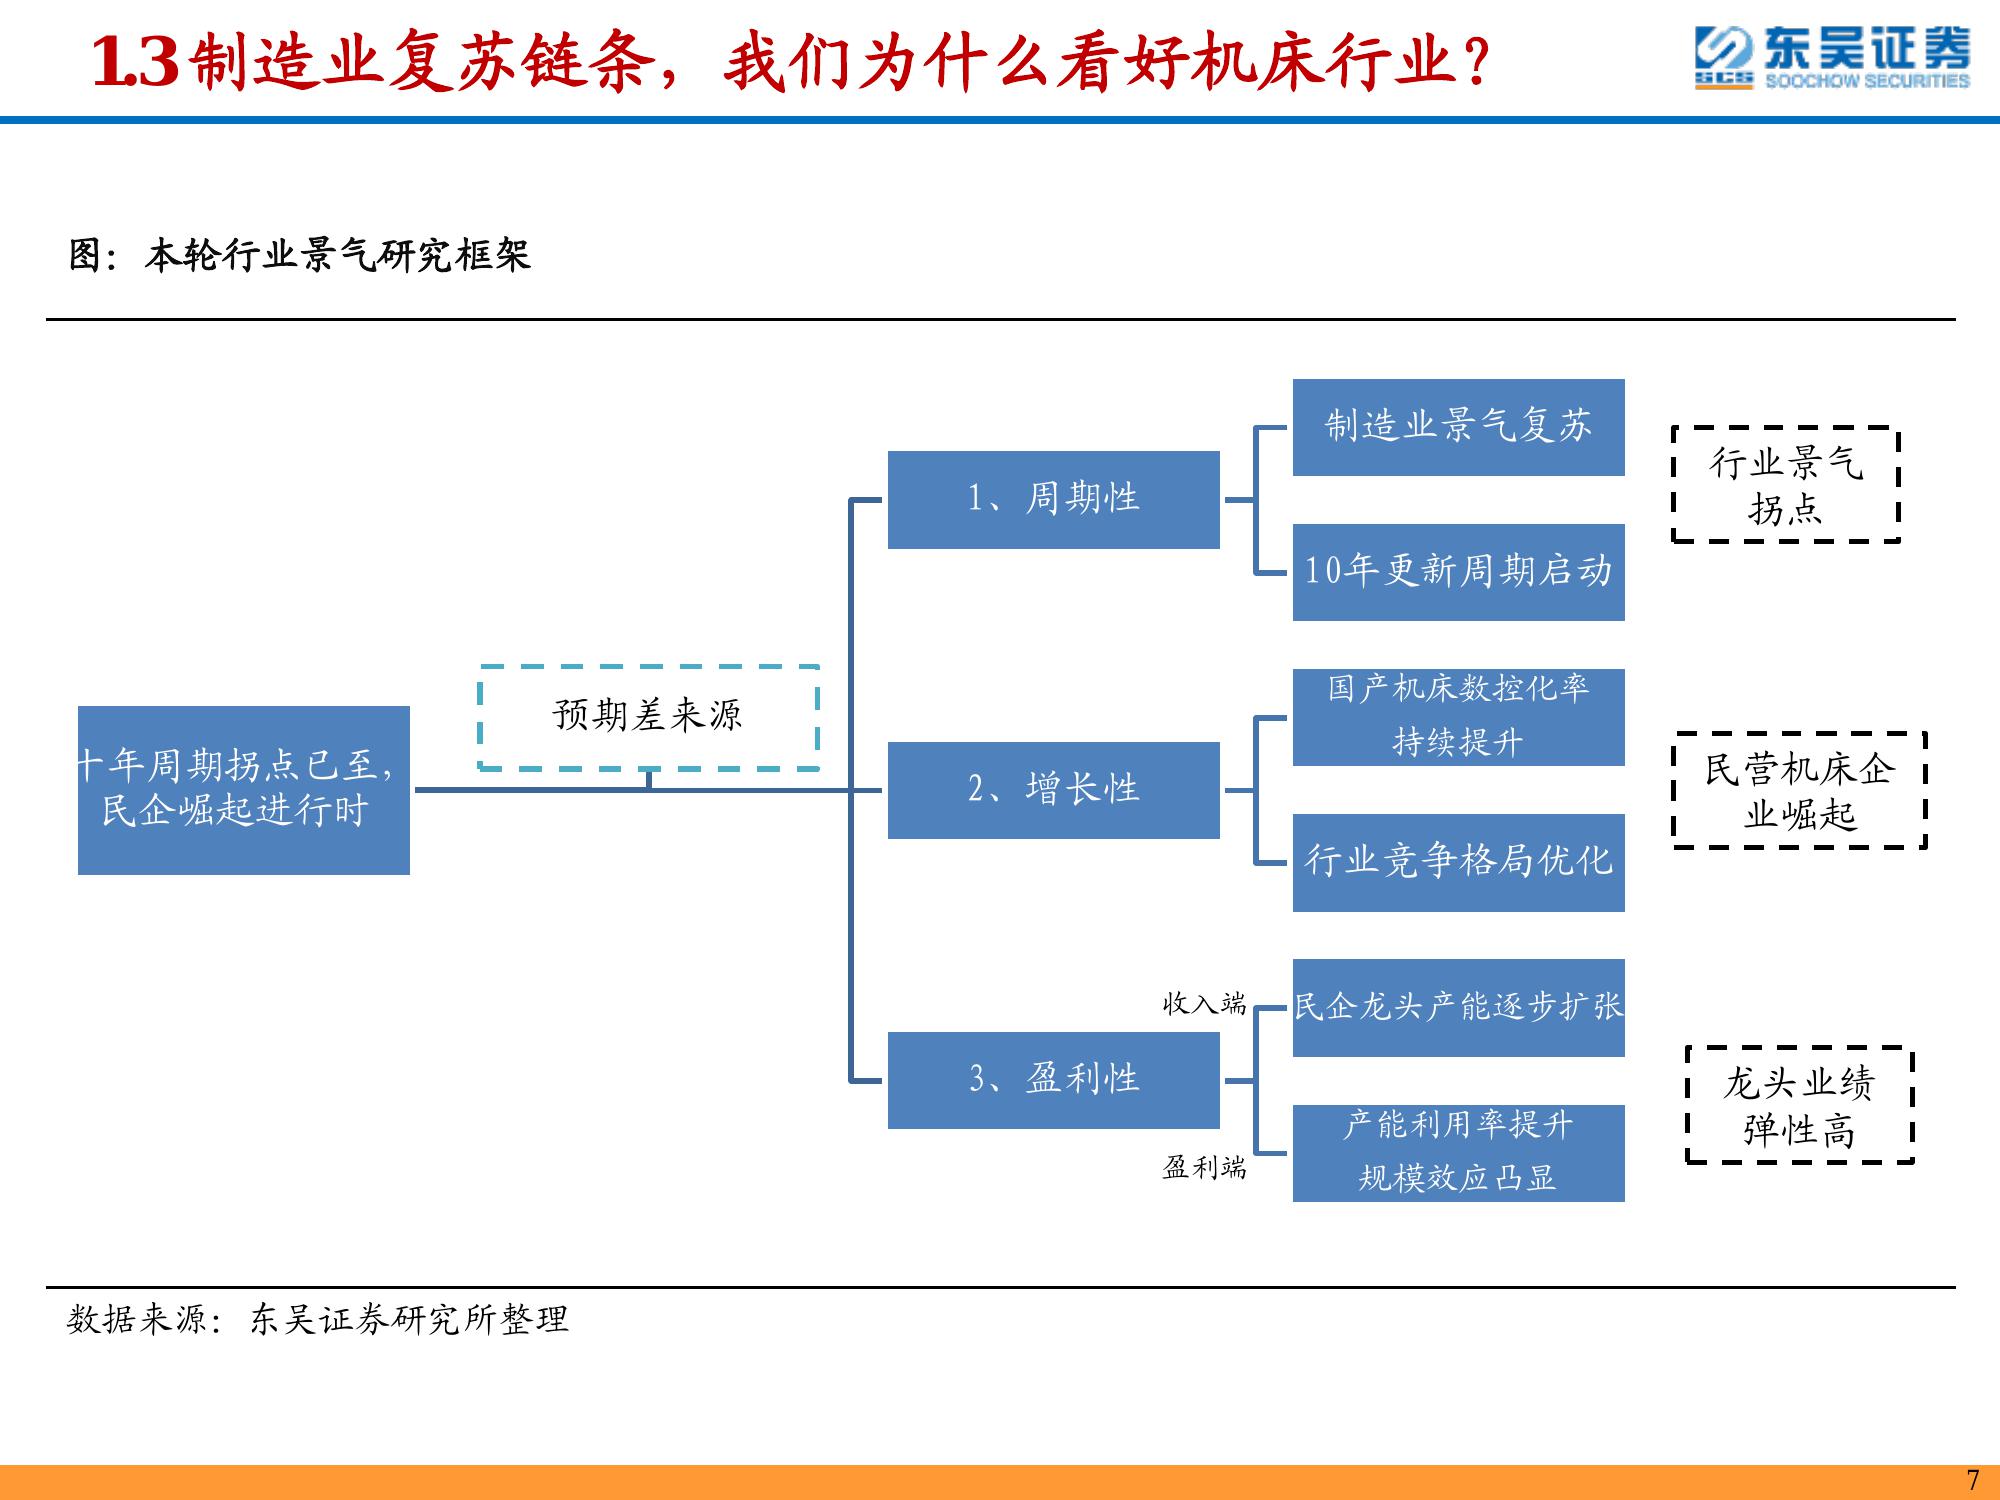 1.3制造业复苏链条，我们为什么看好机床行业？
东吴证券
SCS
SOOCHOW SECURITIES
图：本轮行业景气研究框架
十年周期拐点已至，
民企崛起进行时
预期差来源
1、周期性
制造业景气复苏
10年更新周期启动
行业景气
拐点
2、增长性
国产机床数控化率
持续提升
行业竞争格局优化
民营机床企
业崛起
3、盈利性
收入端
民企龙头产能逐步扩张
盈利端
产能利用率提升
规模效应凸显
龙头业绩
弹性高
数据来源：东吴证券研究所整理
7